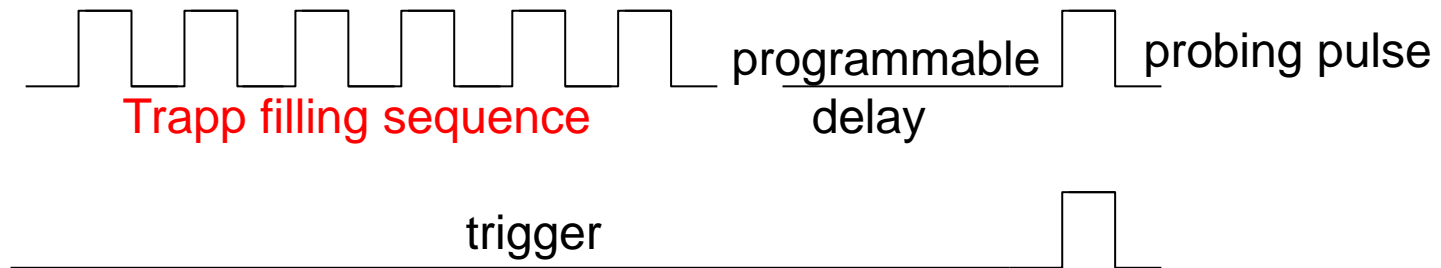 programmable
probing pulse
Trapp filling sequence
delay
trigger